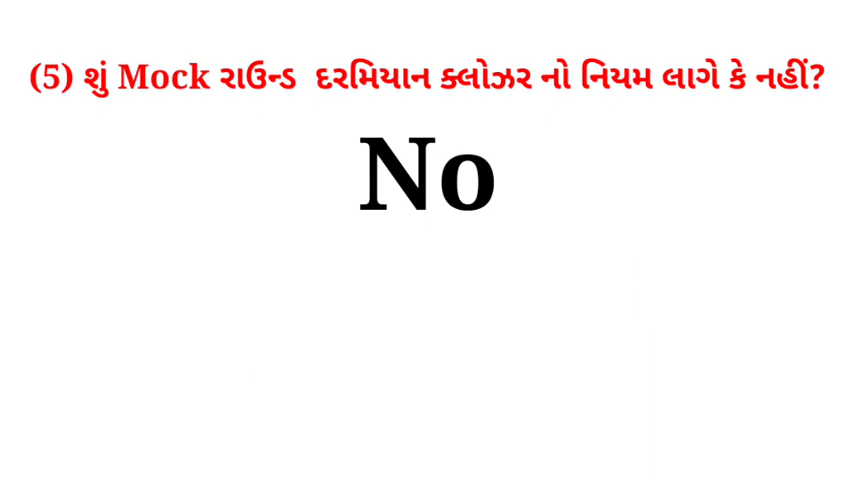 (5) શું Mock રાઉન્ડ દરમિયાન ક્લોઝર નો નિયમ લાગે કે નહીં?
No